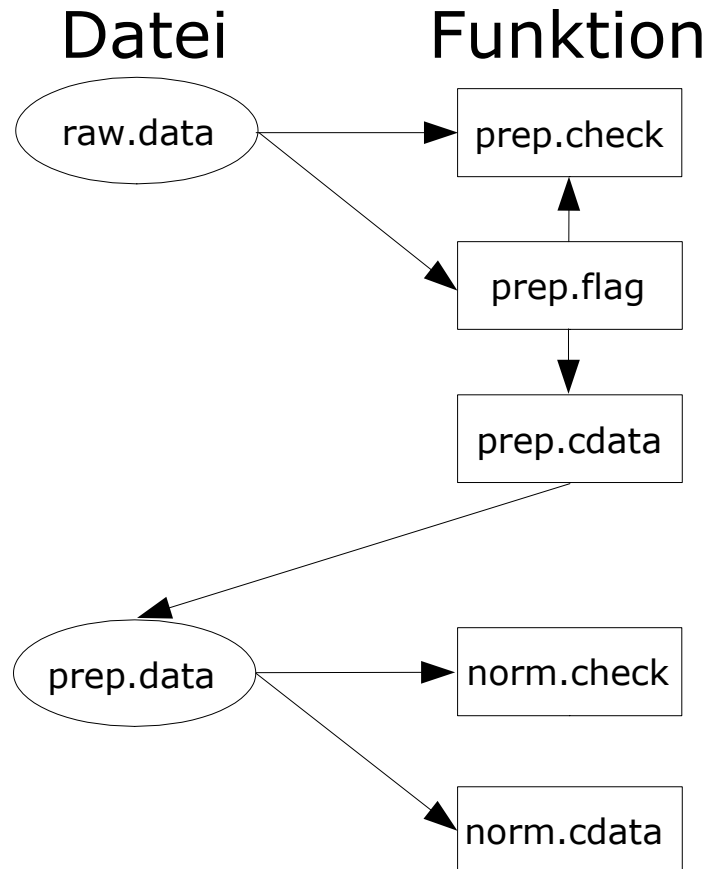 Datei Funktion
raw.data prep.check
prep.flag
prep.cdata
prep.data norm.check
norm.cdata